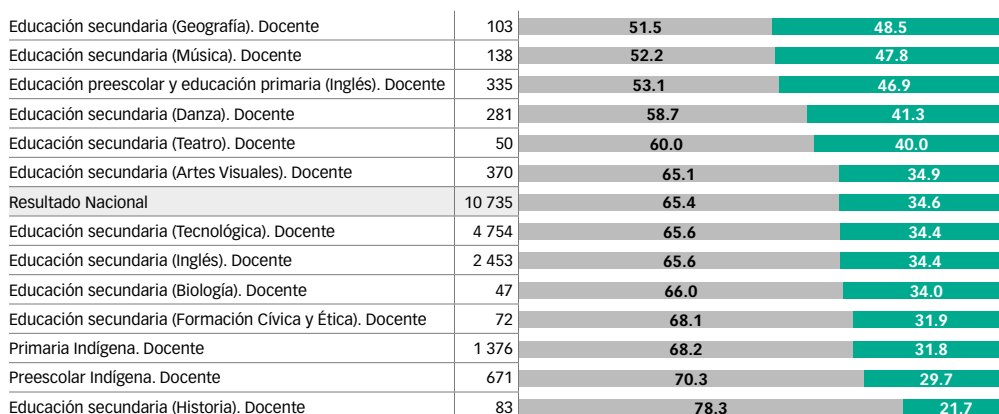 Educación secundaria (Geografía). Docente 103 51.5 48.5
Educación secundaria (Música). Docente 138 52.2 47.8
Educación preescolar y educación primaria (Inglés). Docente 335 53.1 46.9
Educación secundaria (Danza). Docente 281 58.7 41.3
Educación secundaria (Teatro). Docente 50 60.0 40.0
Educación secundaria (Artes Visuales). Docente 370 65.1 34.9
Resultado Nacional 10 735 65.4 34.6
Educación secundaria (Tecnológica). Docente 4 754 65.6 34.4
Educación secundaria (Inglés). Docente 2 453 65.6 34.4
Educación secundaria (Biología). Docente 47 66.0 34.0
Educación secundaria (Formación Cívica y Ética). Docente 72 68.1 31.9
Primaria Indígena. Docente 1 376 68.2 31.8
Preescolar Indígena. Docente 671 70.3 29.7
Educación secundaria (Historia). Docente 83 78.3 21.7